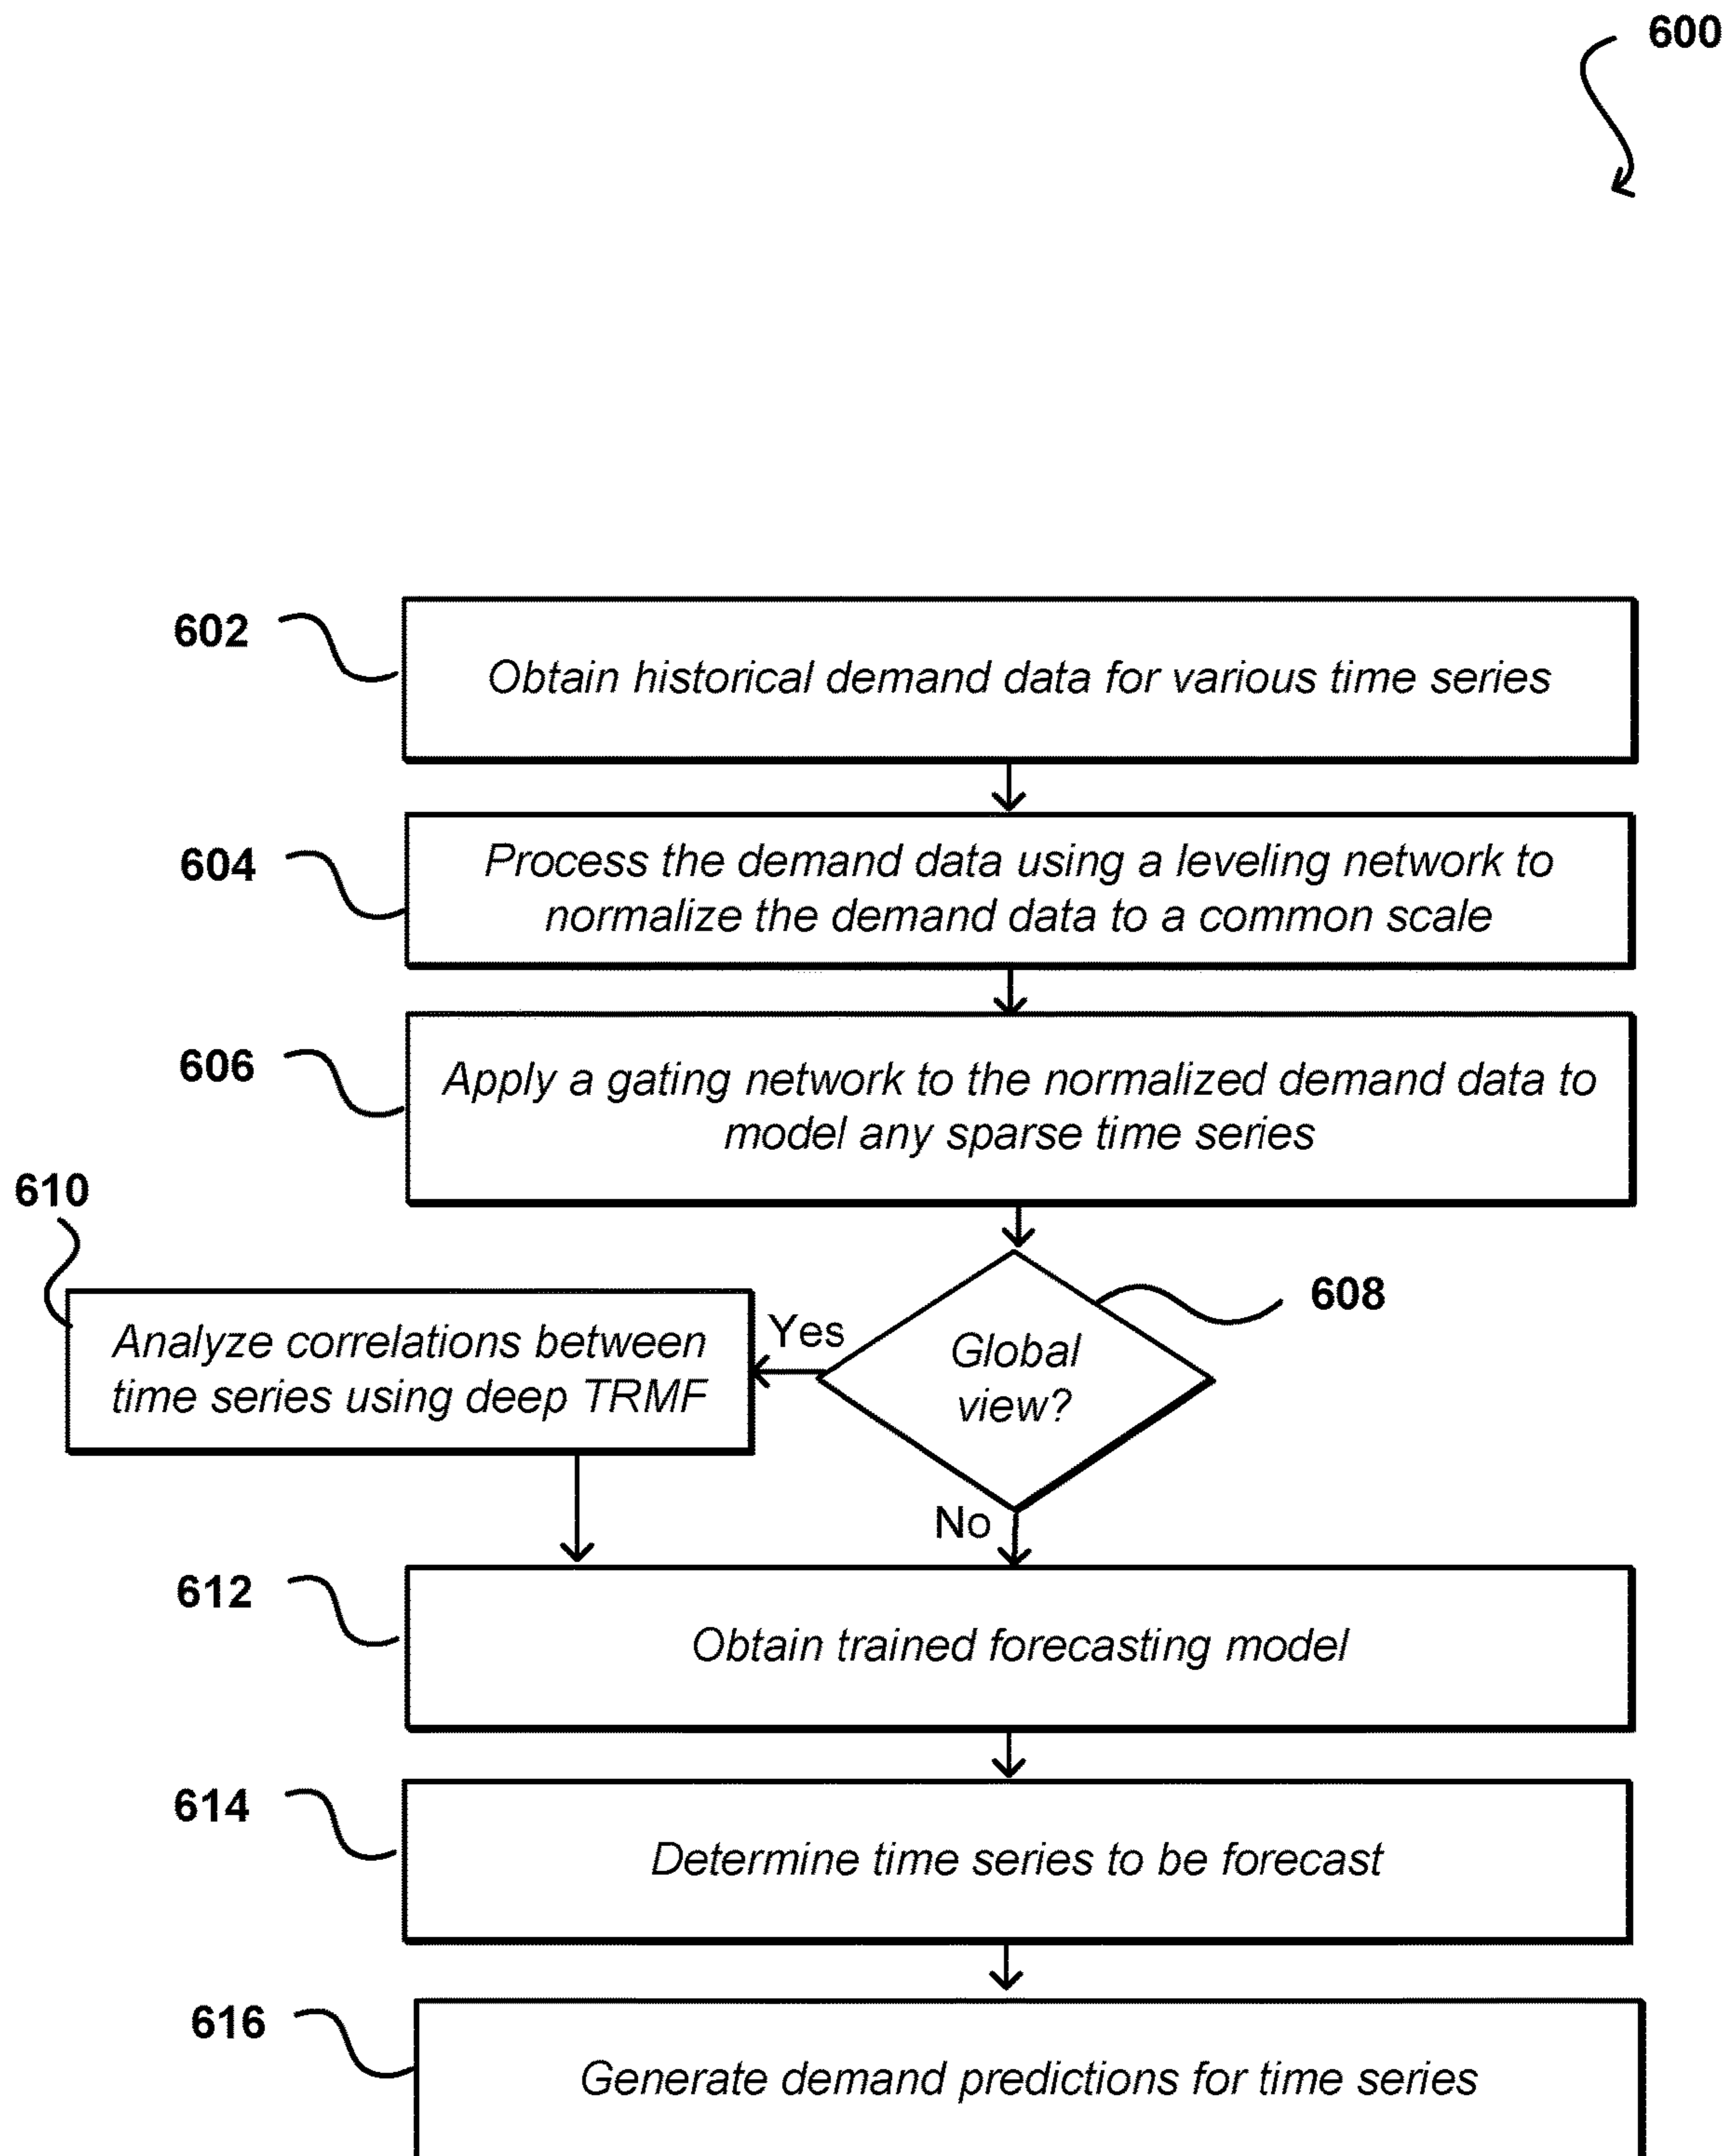 600
602
Obtain historical demand data for various time series
604
Process the demand data using a leveling network to
normalize the demand data to a common scale
606
Apply a gating network to the normalized demand data to
model any sparse time series
610
Analyze correlations between
time series using deep TRMF
Yes
Global
view?
608
No
612
Obtain trained forecasting model
614
Determine time series to be forecast
616
Generate demand predictions for time series